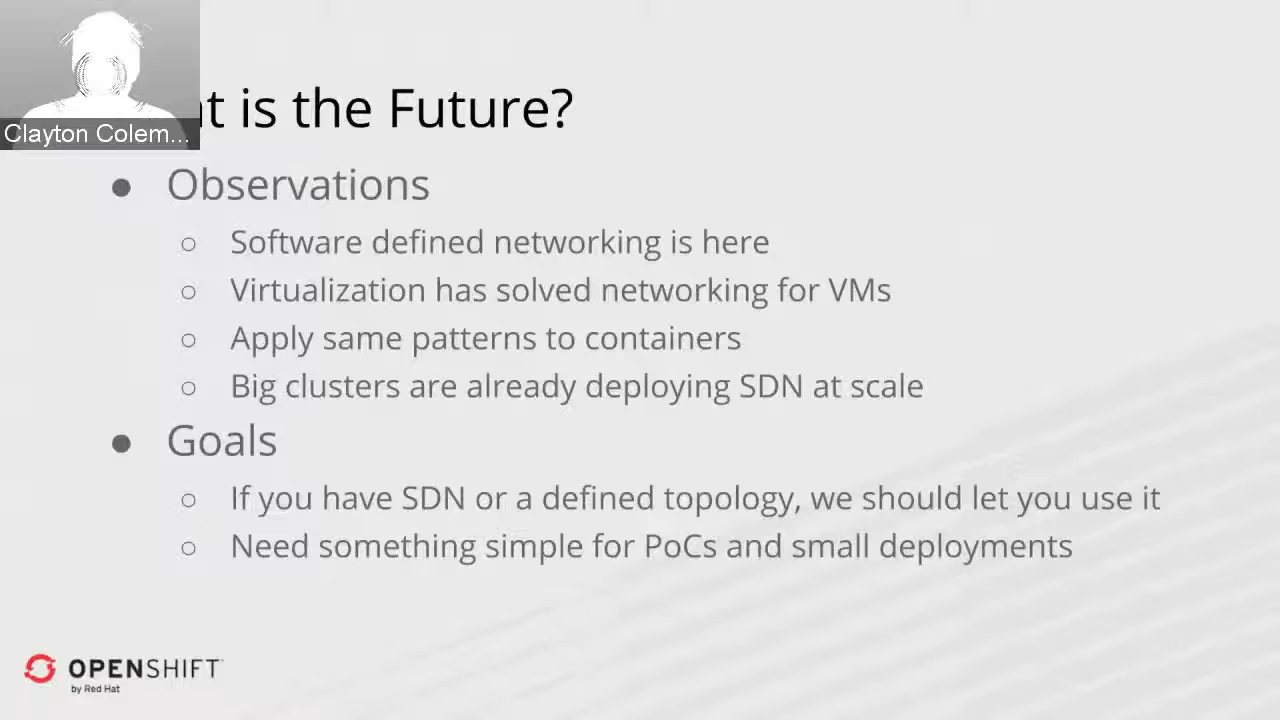 Clayton Colem...
t is the Future?
● Observations
○ Software defined networking is here
○ Virtualization has solved networking for VMs
○ Apply same patterns to containers
○ Big clusters are already deploying SDN at scale
● Goals
○ If you have SDN or a defined topology, we should let you use it
○ Need something simple for PoCs and small deployments
OPENSHIFT
by Red Hat